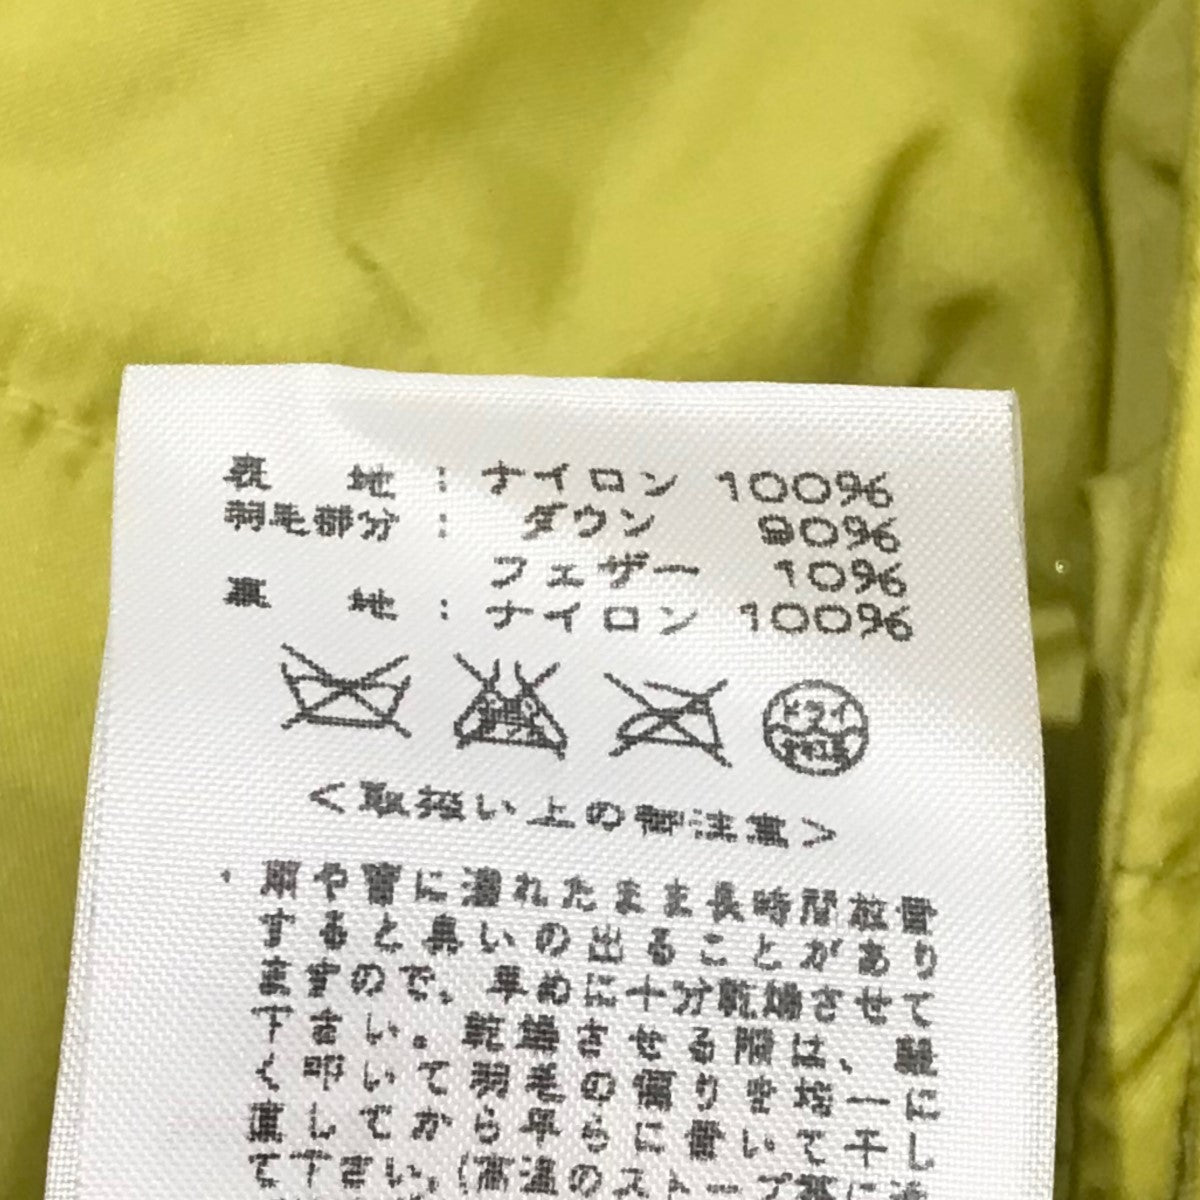 表 地 : ナイロン 100%
羽毛部分 : ダウン 90%
フェザー 10%
裏 地 : ナイロン 100%
ドライ
<取扱い上の御注意>
・雨や雪に濡れたまま長時間放置
すると臭いの出ることがあり
ますので、早めに十分乾燥させて
下さい。乾燥させる際は、軽
く叩いて羽毛の偏りを均一にし
直してから平らに置いて干し
て下さい。(高温のストーブ